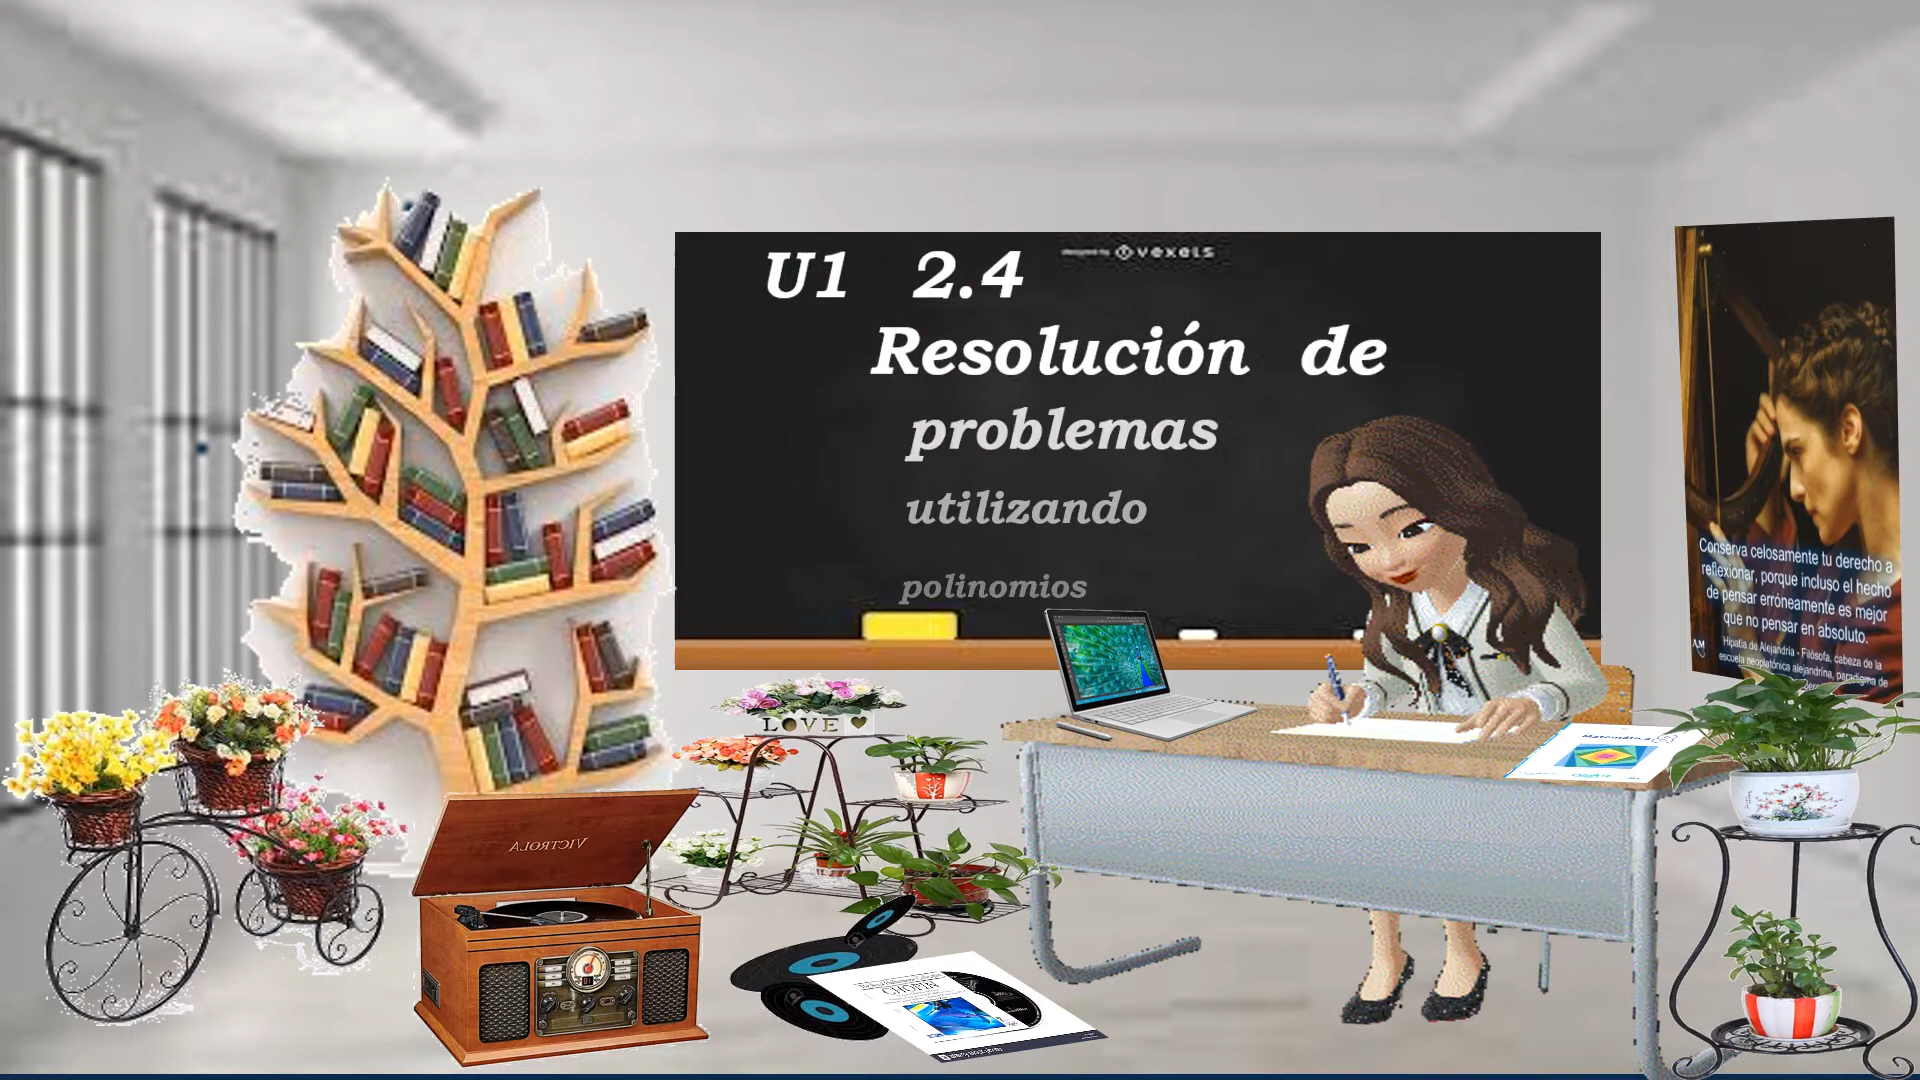 U1 2.4
vexels
Resolución de
problemas
utilizando
polinomios
Conserva celosamente tu derecho a
reflexionar, porque incluso el hecho
de pensar erróneamente es mejor
que no pensar en absoluto.
Hipatia de Alejandría - Filósofa, cabeza de la
escuela neoplatónica alejandrina, paradigma de
AM
LOVE
Matemática
VICTROLA
CHOPIN